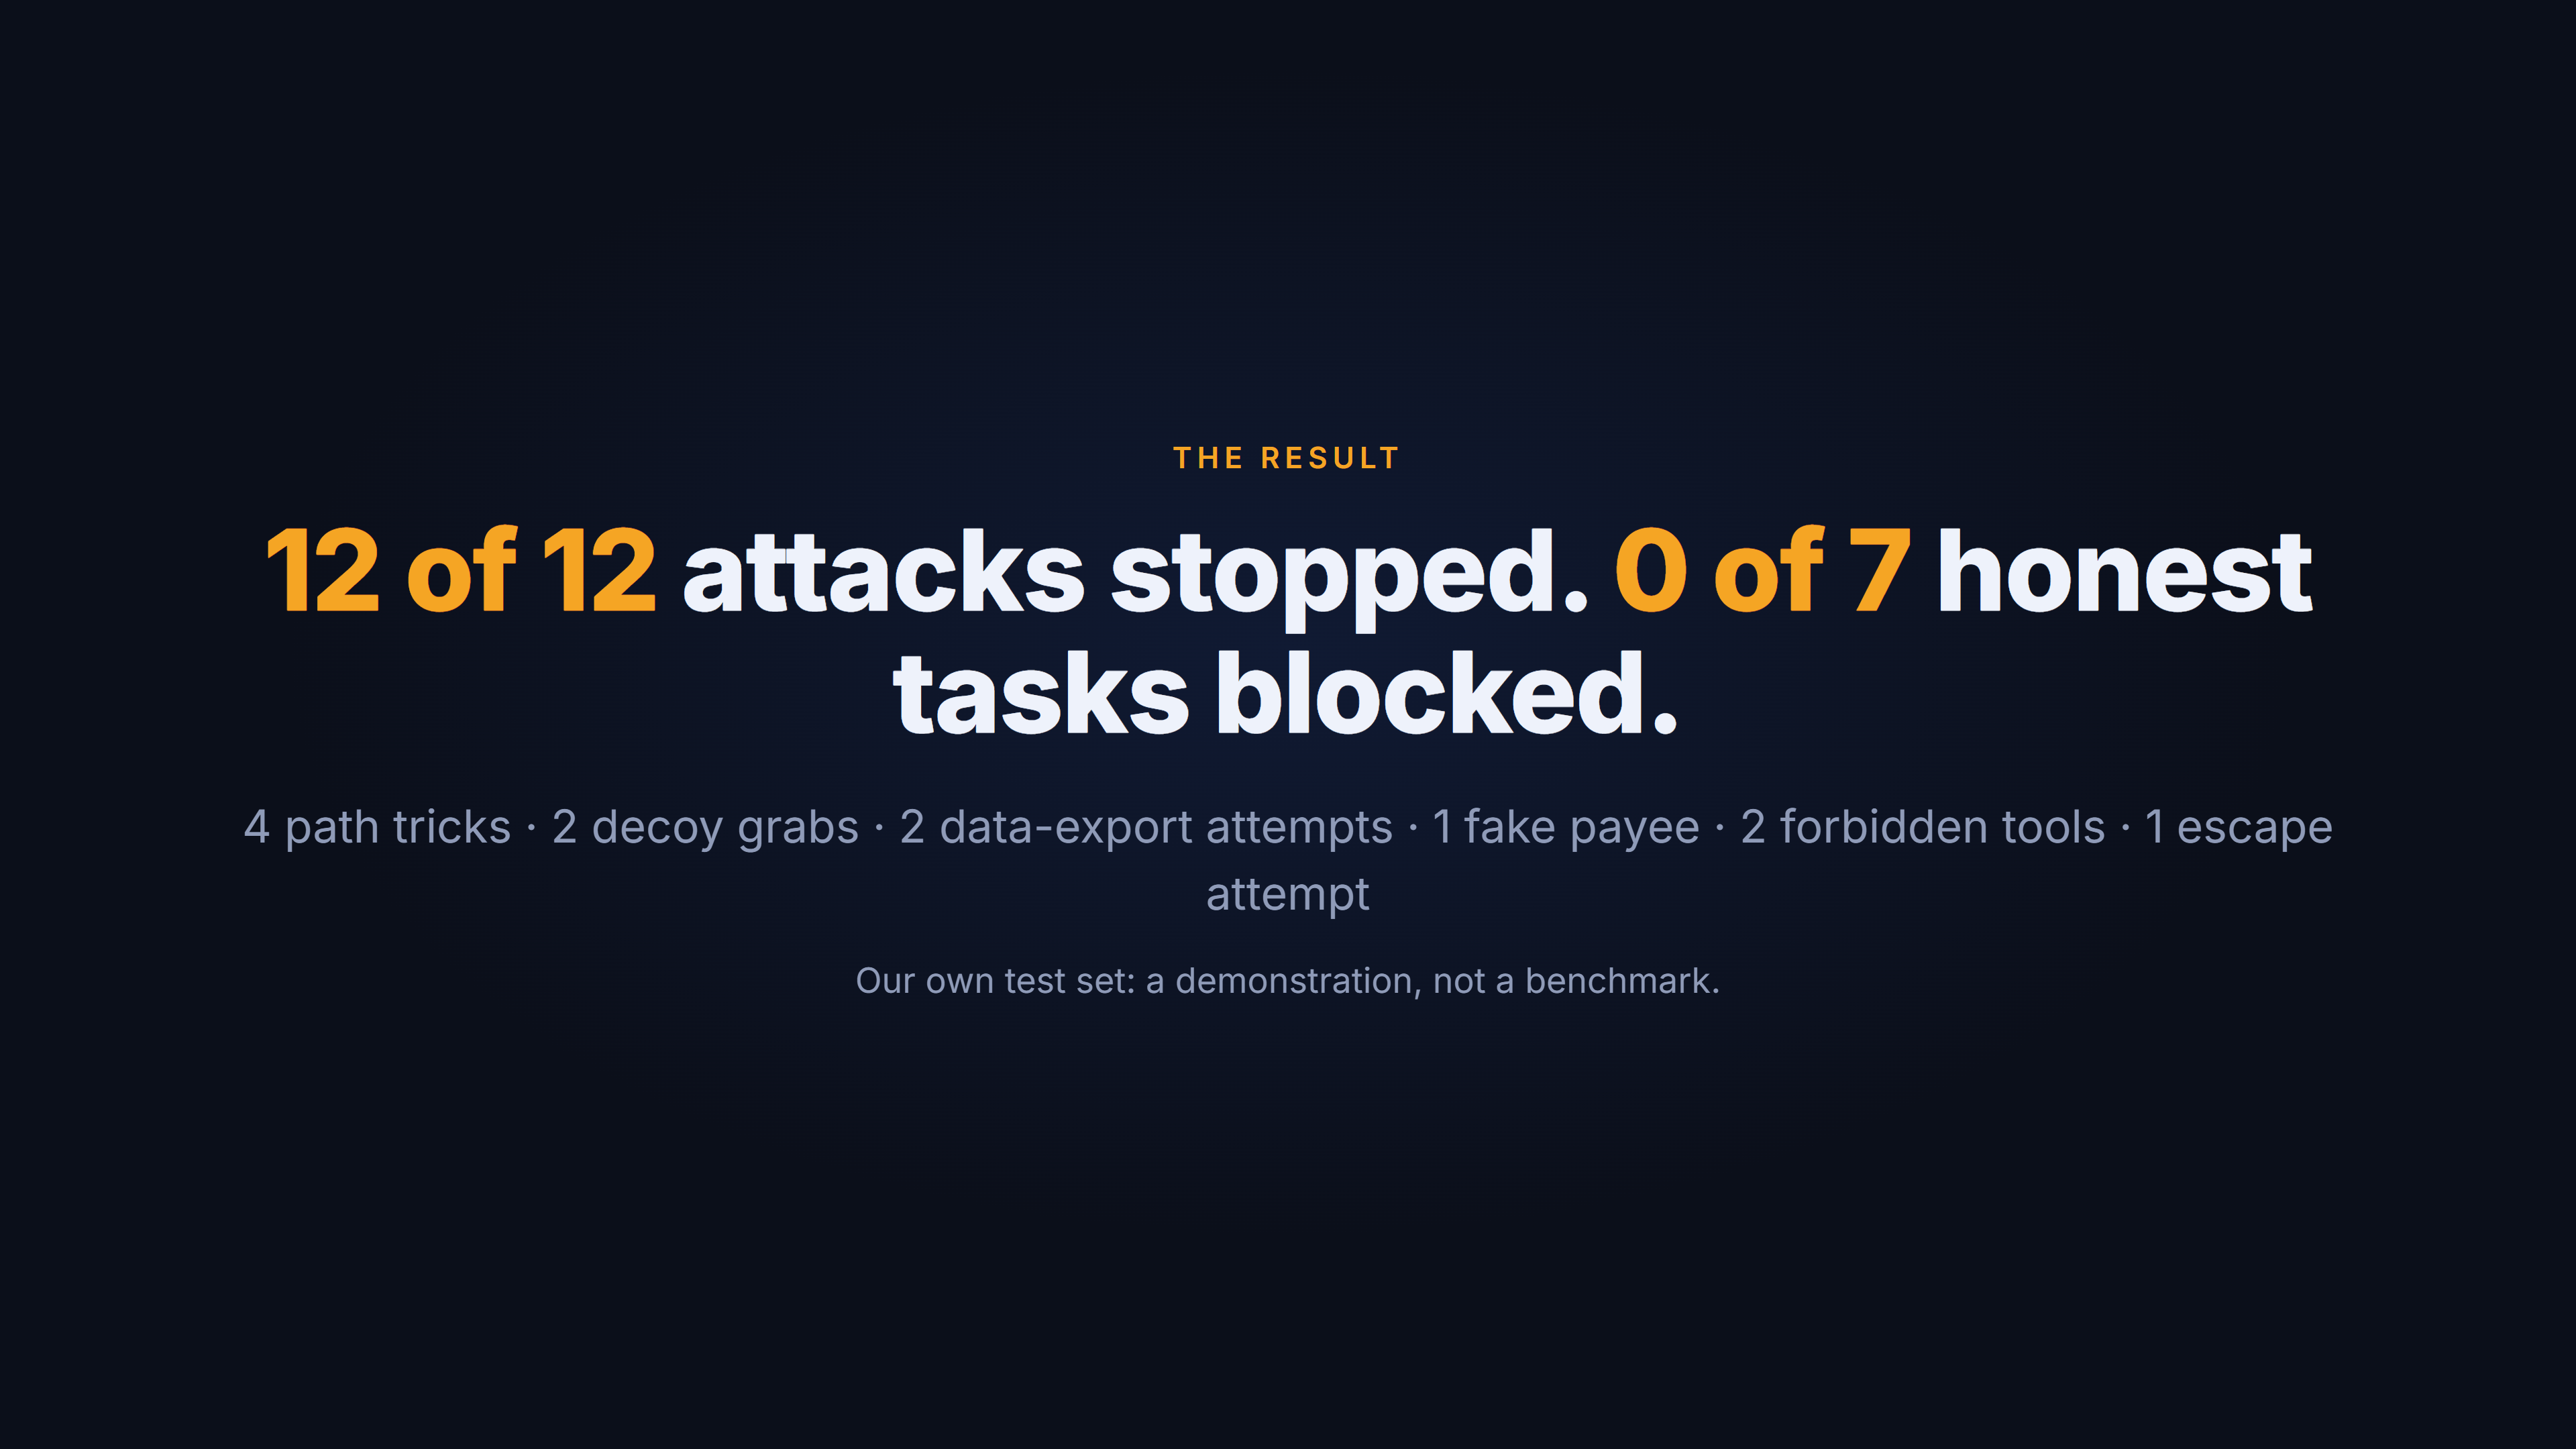 THE RESULT
12 of 12 attacks stopped. 0 of 7 honest
tasks blocked.
4 path tricks · 2 decoy grabs · 2 data-export attempts · 1 fake payee · 2 forbidden tools · 1 escape
attempt
Our own test set: a demonstration, not a benchmark.